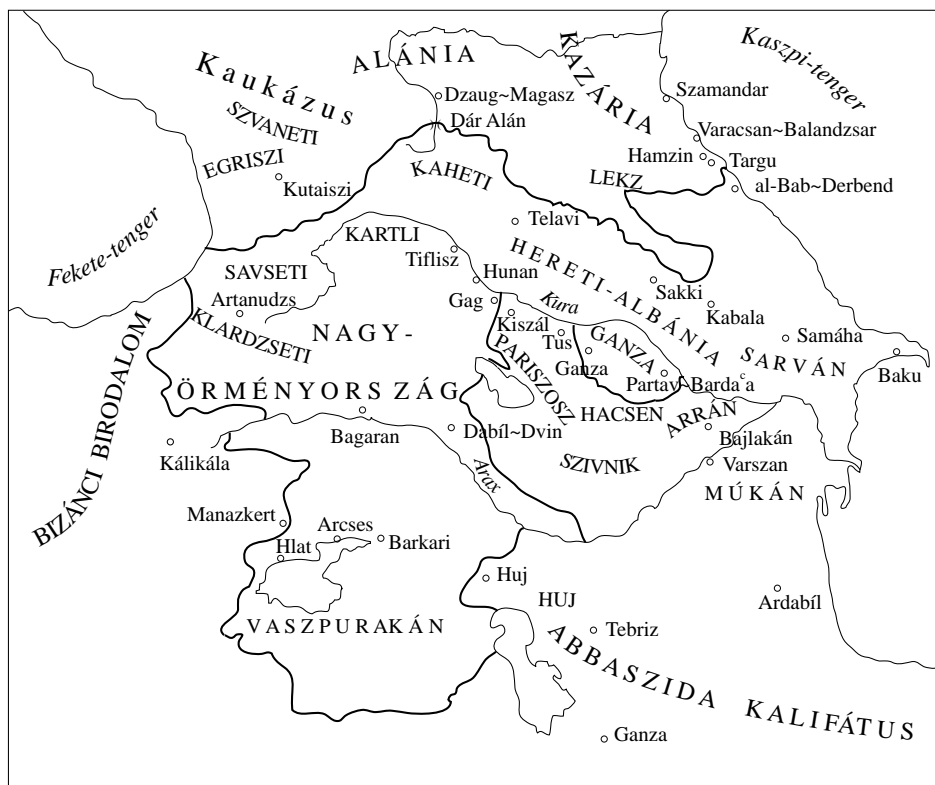 ALÁNIA
KAZÁRIA
Kaszpi-tenger
Kaukázus
Dzaug~Magasz
Szamandar
SZVANETI
Dár Alán
Varacsan~Balandzsar
EGRISZI
Hamzin
Targu
KAHETI
LEKZ
Kutaiszi
al-Bab~Derbend
Telavi
Fekete-tenger
KARTLI
Tiflisz
HERETI-ALBÁNIA
SAVSETI
Hunan
Sakki
Artanudzs
Gag
Kura
Kabala
KLARDZSETI
Kiszál
NAGY-
Tus
GANZA
Samáha
PARISZOSZ
Ganza
SARVÁN
Baku
BIZÁNCI BIRODALOM
Partav~Bardaᶜa
ÖRMÉNYORSZÁG
HACSEN
ARRÁN
Bagaran
Dabíl~Dvin
Bajlakán
Kálikála
SZIVNIK
Varszan
Arax
MÚKÁN
Manazkert
Arcses
Barkari
Hlat
Huj
HUJ
Ardabíl
VASZPURAKÁN
Tebriz
ABBASZIDA KALIFÁTUS
Ganza